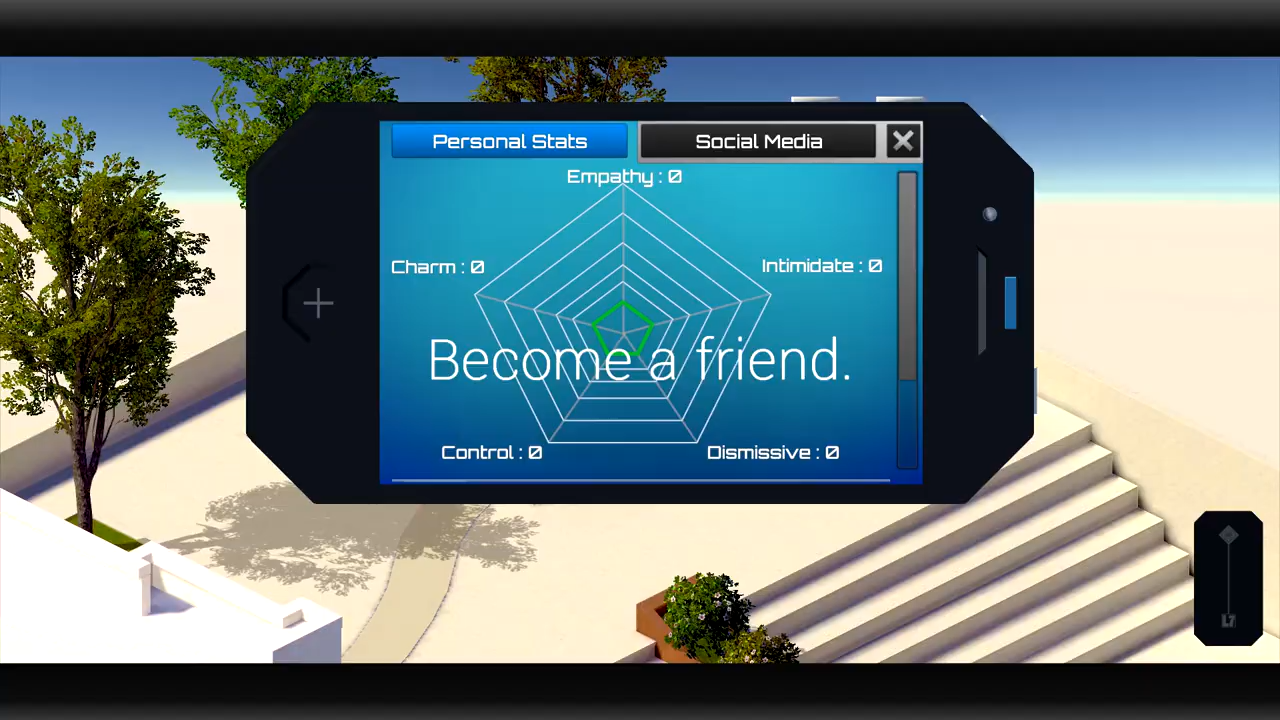 Personal Stats
Social Media
Empathy : 0
Charm : 0
Intimidate : 0
Become a friend.
Control : 0
Dismissive : 0